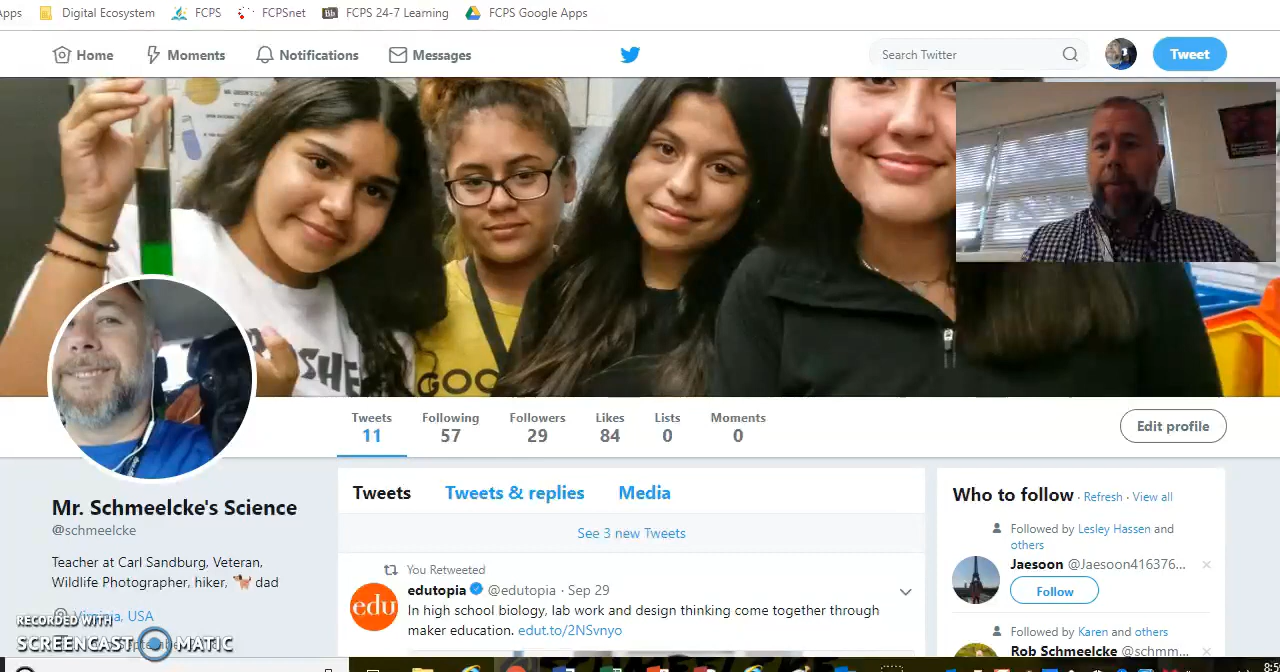 Apps Digital Ecosystem FCPS FCPSnet Bb FCPS 24-7 Learning FCPS Google Apps
Home Moments Notifications Messages Search Twitter Tweet
GOO
Tweets Following Followers Likes Lists Moments
11 57 29 84 0 0
Edit profile
Mr. Schmeelcke's Science
@schmeelcke
Teacher at Carl Sandburg, Veteran,
Wildlife Photographer, hiker. dad
Virginia, USA
Tweets Tweets & replies Media
See 3 new Tweets
You Retweeted
edu
edutopia @edutopia · Sep 29
In high school biology, lab work and design thinking come together through
maker education. edut.to/2NSvnyo
Who to follow · Refresh · View all
Followed by Lesley Hassen and
others
Jaesoon @Jaesoon416376...
Follow
Followed by Karen and others
Rob Schmeelcke @schmm...
RECORDED WITH
SCREENCAST-O-MATIC